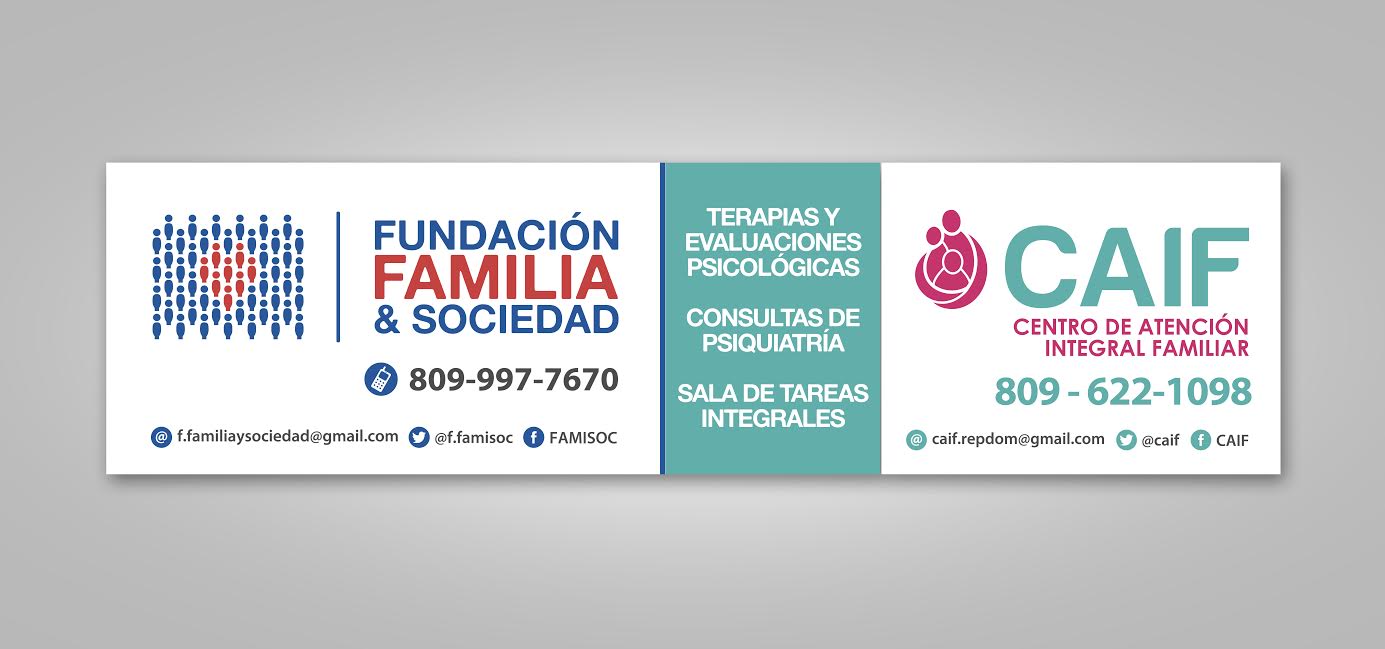 FUNDACIÓN
FAMILIA
& SOCIEDAD
809-997-7670
@ f.familiaysociedad@gmail.com @f.famisoc f FAMISOC
TERAPIAS Y
EVALUACIONES
PSICOLÓGICAS
CONSULTAS DE
PSIQUIATRÍA
SALA DE TAREAS
INTEGRALES
CAIF
CENTRO DE ATENCIÓN
INTEGRAL FAMILIAR
809 - 622-1098
@ caif.repdom@gmail.com @caif f CAIF